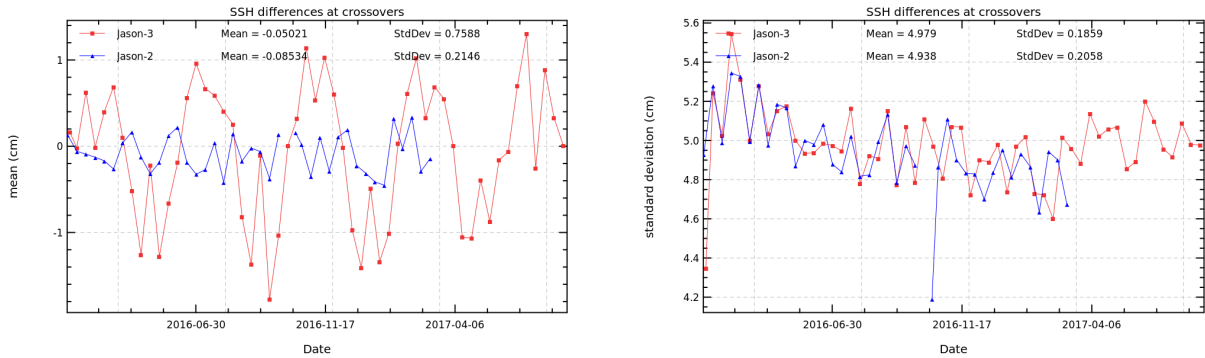 SSH differences at crossovers
Jason-3 Mean = -0.05021 StdDev = 0.7588
Jason-2 Mean = -0.08534 StdDev = 0.2146
1
0
-1
mean (cm)
2016-06-30 2016-11-17 2017-04-06
Date
SSH differences at crossovers
Jason-3 Mean = 4.979 StdDev = 0.1859
Jason-2 Mean = 4.938 StdDev = 0.2058
5.6
5.4
5.2
5.0
4.8
4.6
4.4
4.2
standard deviation (cm)
2016-06-30 2016-11-17 2017-04-06
Date